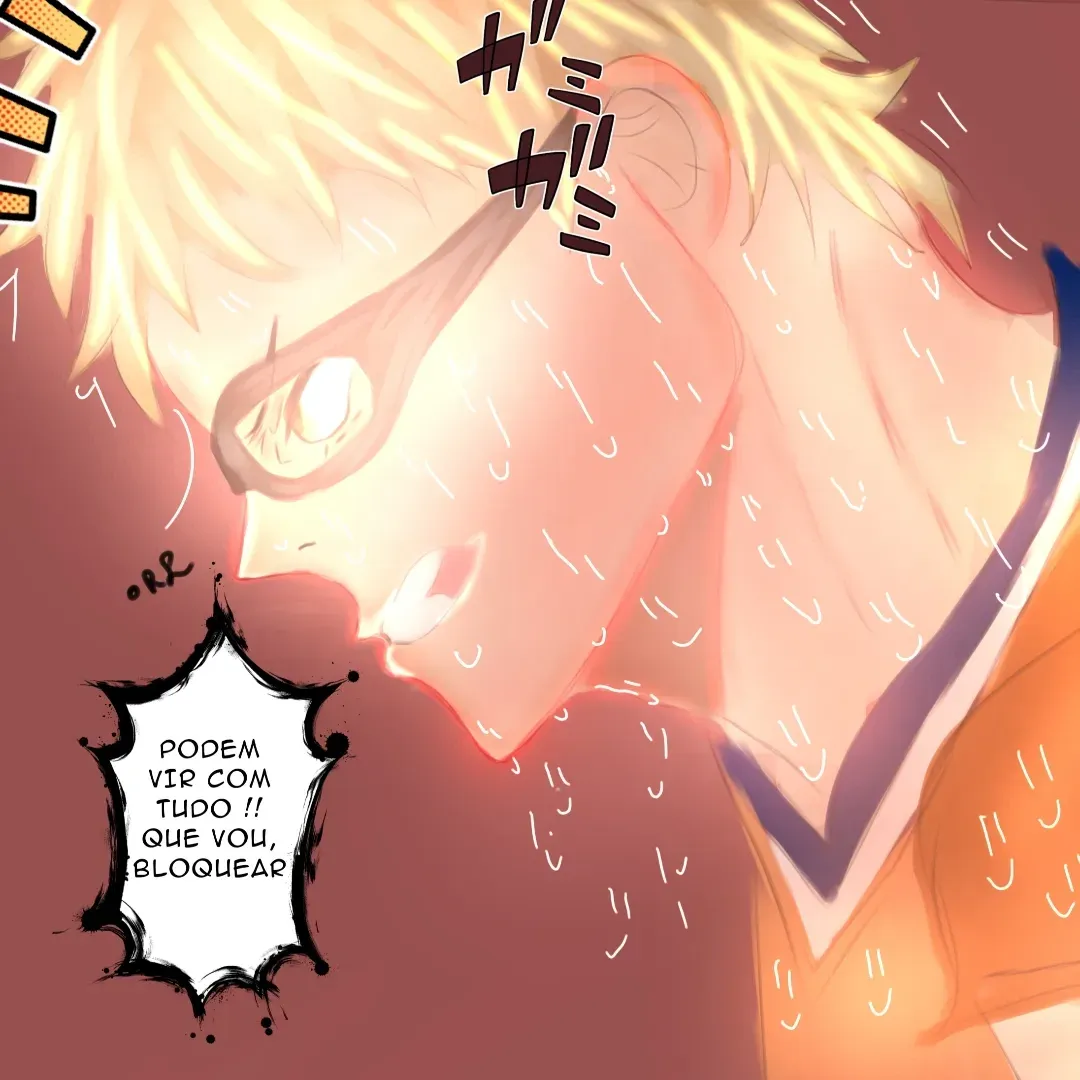 ガガ
ミミ
ORR
PODEM
VIR COM
TUDO !!
QUE VOU,
BLOQUEAR